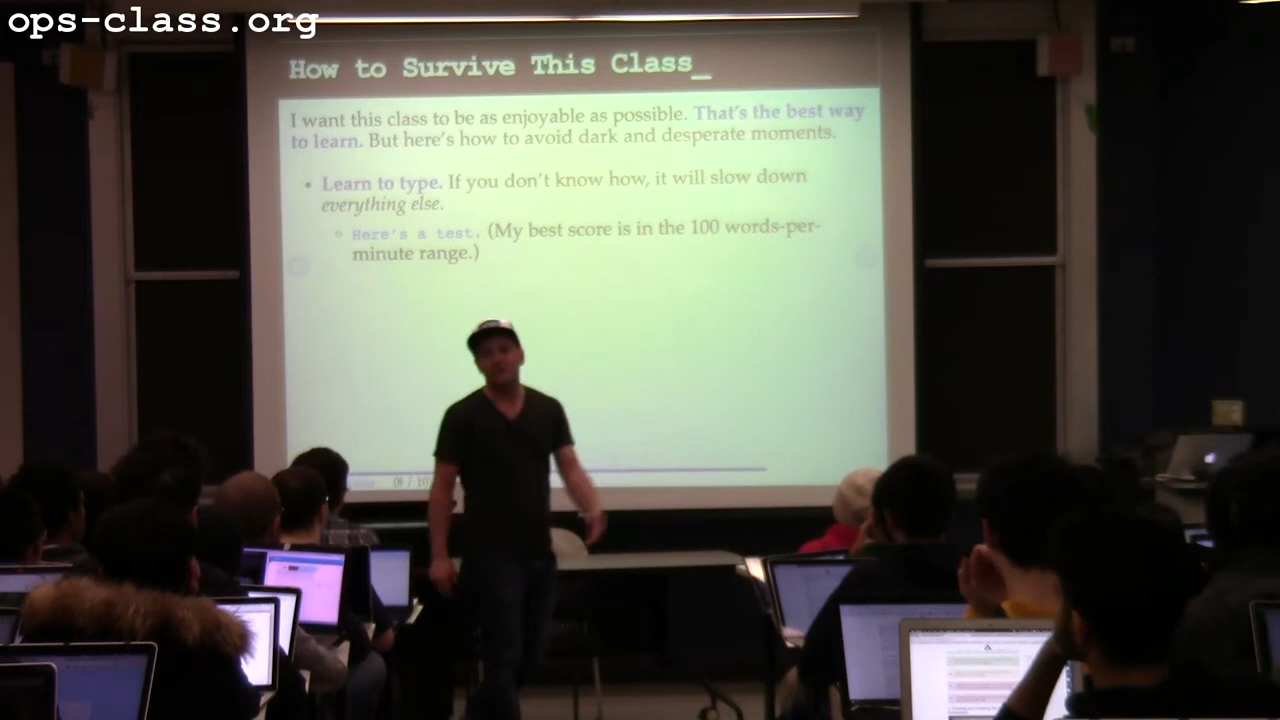 ops-class.org
How to Survive This Class_
I want this class to be as enjoyable as possible. That's the best way
to learn. But here's how to avoid dark and desperate moments.
• Learn to type. If you don't know how, it will slow down
everything else.
Here's a test. (My best score is in the 100 words-per-
minute range.)